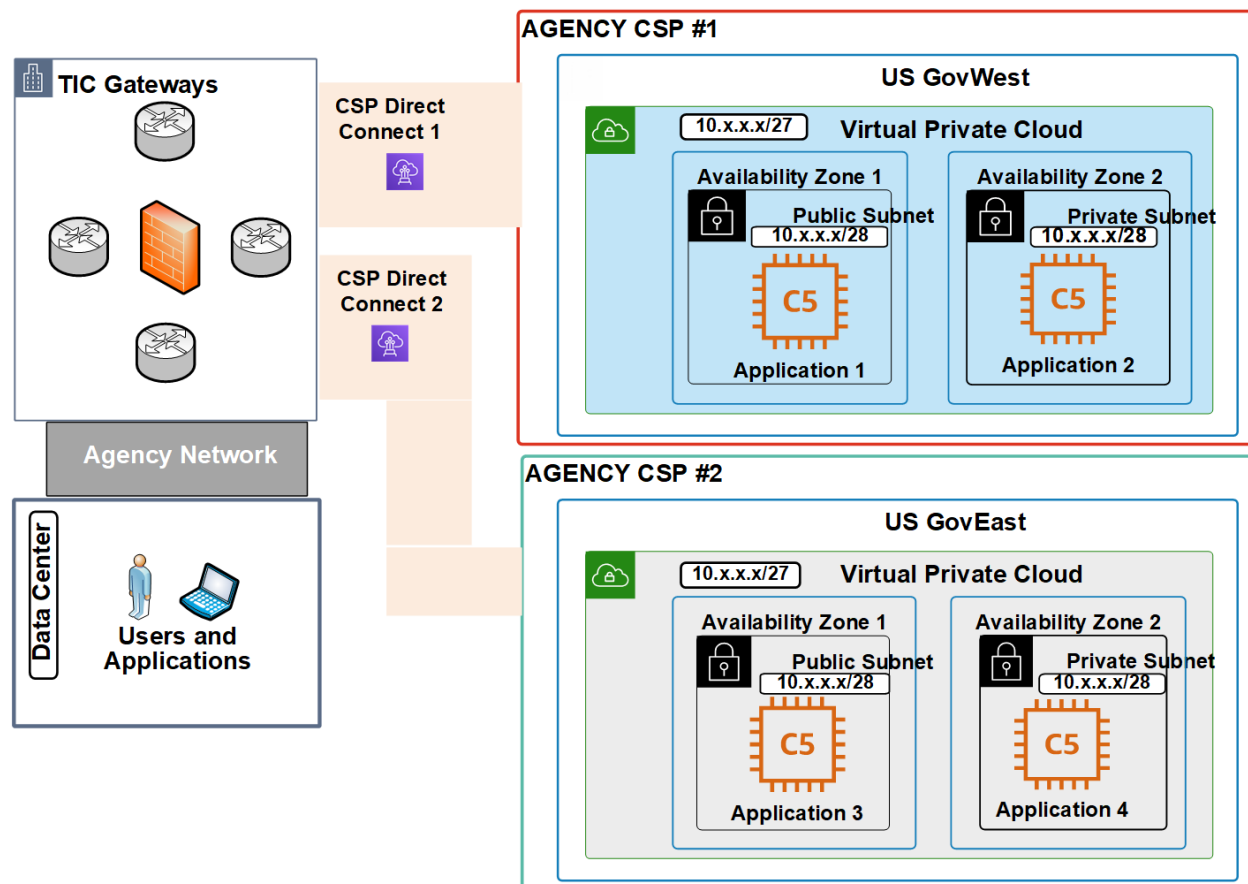 TIC Gateways
CSP Direct
Connect 1
CSP Direct
Connect 2
Agency Network
Data Center
Users and
Applications
AGENCY CSP #1
US GovWest
10.x.x.x/27
Virtual Private Cloud
Availability Zone 1
Public Subnet
10.x.x.x/28
C5
Application 1
Availability Zone 2
Private Subnet
10.x.x.x/28
C5
Application 2
AGENCY CSP #2
US GovEast
10.x.x.x/27
Virtual Private Cloud
Availability Zone 1
Public Subnet
10.x.x.x/28
C5
Application 3
Availability Zone 2
Private Subnet
10.x.x.x/28
C5
Application 4